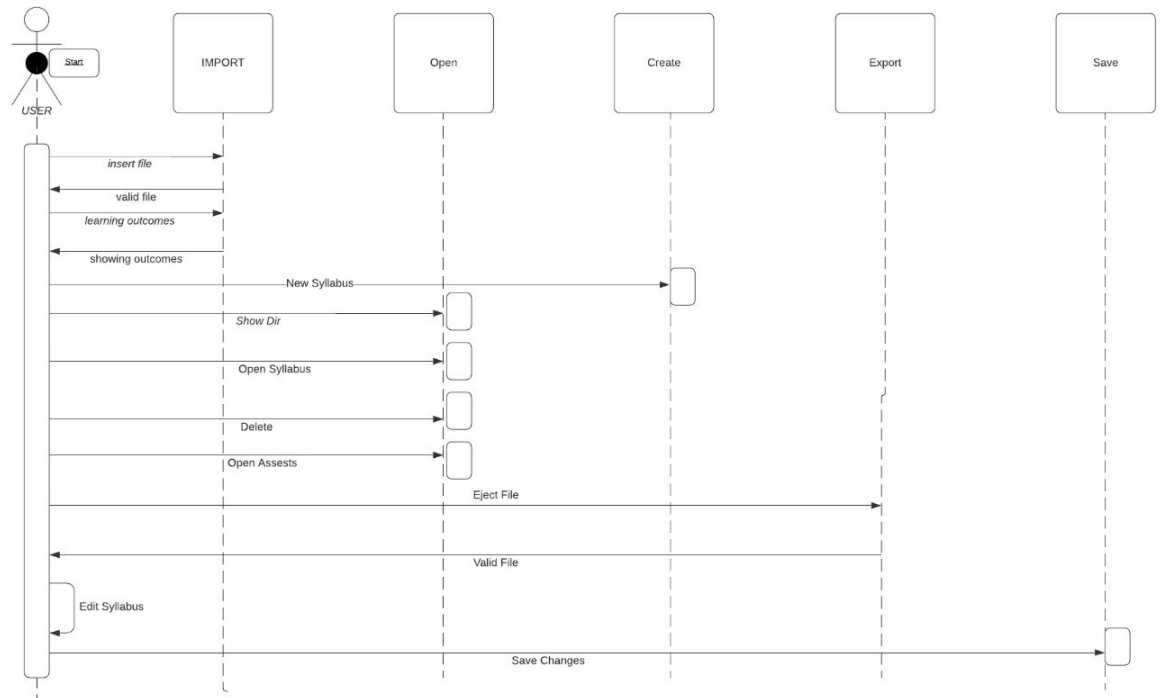 Start
IMPORT
Open
Create
Export
Save
USER
insert file
valid file
learning outcomes
showing outcomes
New Syllabus
Show Dir
Open Syllabus
Delete
Open Assests
Eject File
Valid File
Edit Syllabus
Save Changes